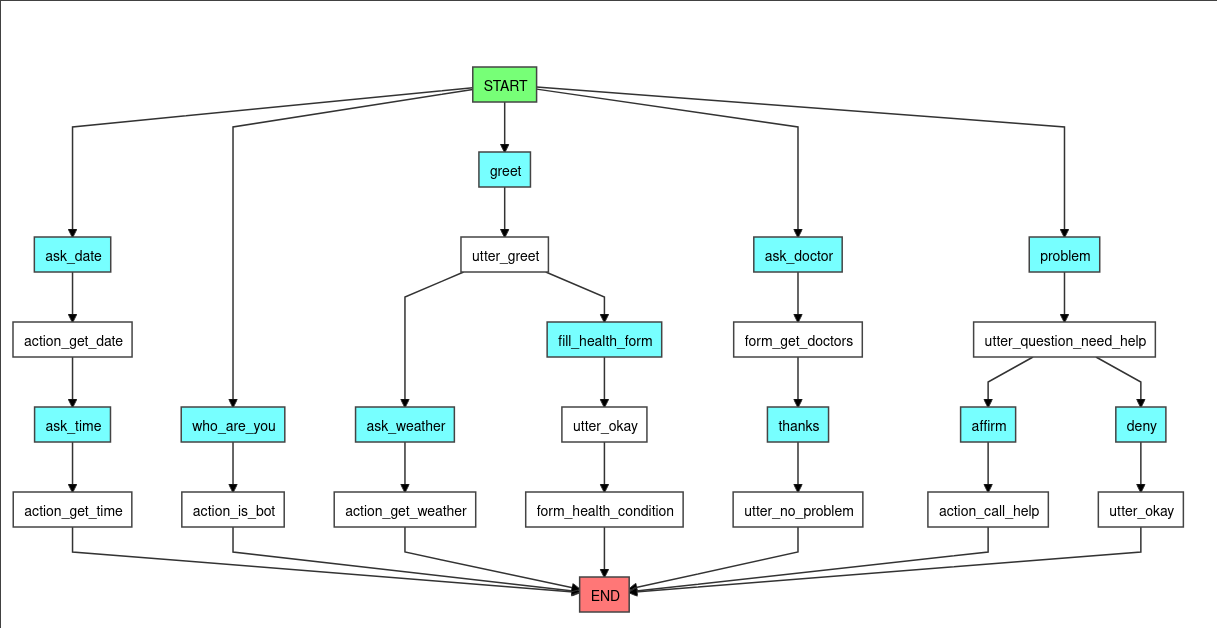 START
greet
ask_date
utter_greet
ask_doctor
problem
action_get_date
fill_health_form
form_get_doctors
utter_question_need_help
ask_time
who_are_you
ask_weather
utter_okay
thanks
affirm
deny
action_get_time
action_is_bot
action_get_weather
form_health_condition
utter_no_problem
action_call_help
utter_okay
END